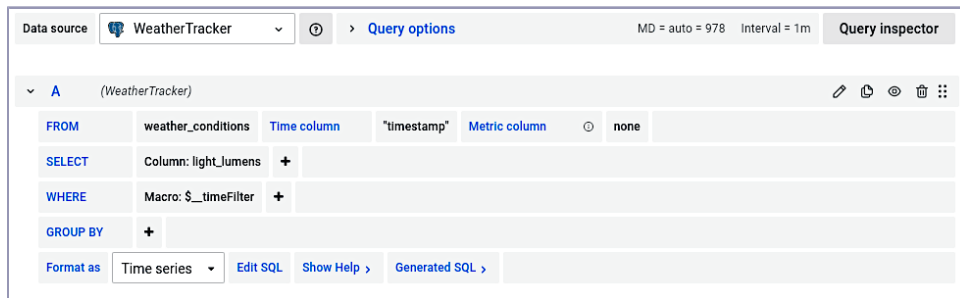 Data source WeatherTracker Query options MD = auto = 978 Interval = 1m Query inspector
A (WeatherTracker)
FROM weather_conditions Time column "timestamp" Metric column none
SELECT Column: light_lumens +
WHERE Macro: $__timeFilter +
GROUP BY +
Format as Time series Edit SQL Show Help > Generated SQL >